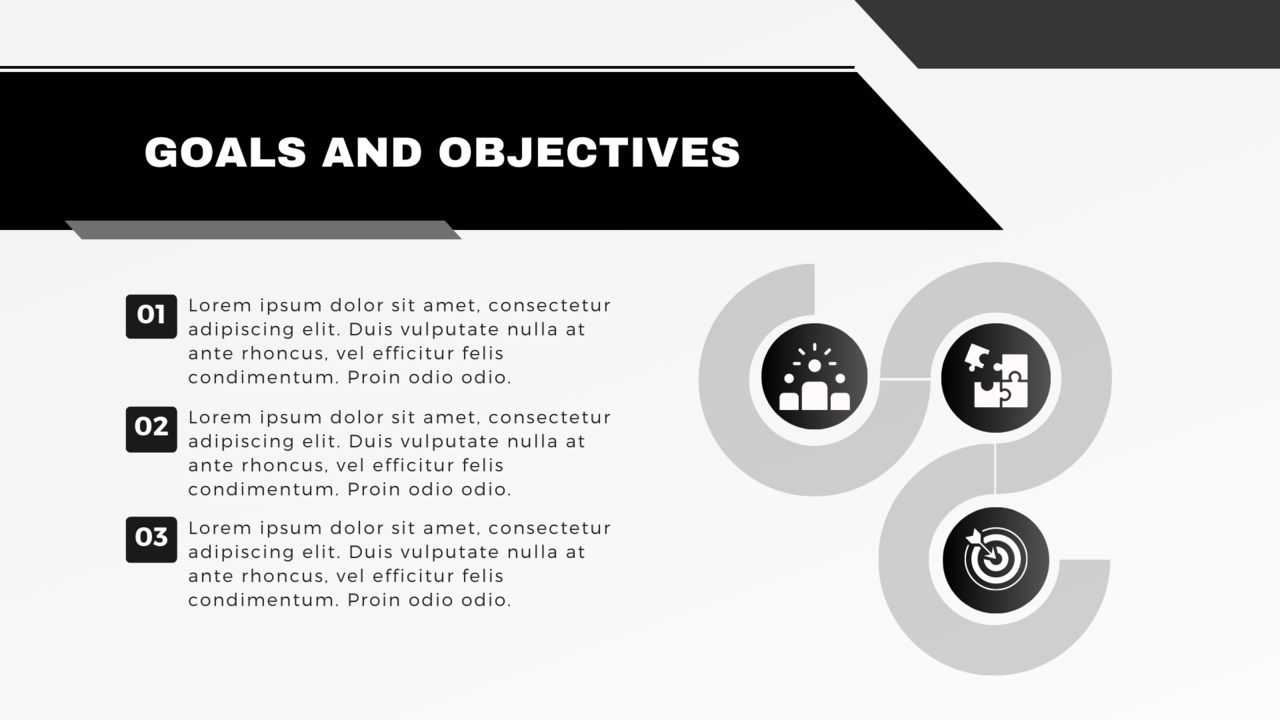 GOALS AND OBJECTIVES
01
Lorem ipsum dolor sit amet, consectetur
adipiscing elit. Duis vulputate nulla at
ante rhoncus, vel efficitur felis
condimentum. Proin odio odio.
02
Lorem ipsum dolor sit amet, consectetur
adipiscing elit. Duis vulputate nulla at
ante rhoncus, vel efficitur felis
condimentum. Proin odio odio.
03
Lorem ipsum dolor sit amet, consectetur
adipiscing elit. Duis vulputate nulla at
ante rhoncus, vel efficitur felis
condimentum. Proin odio odio.